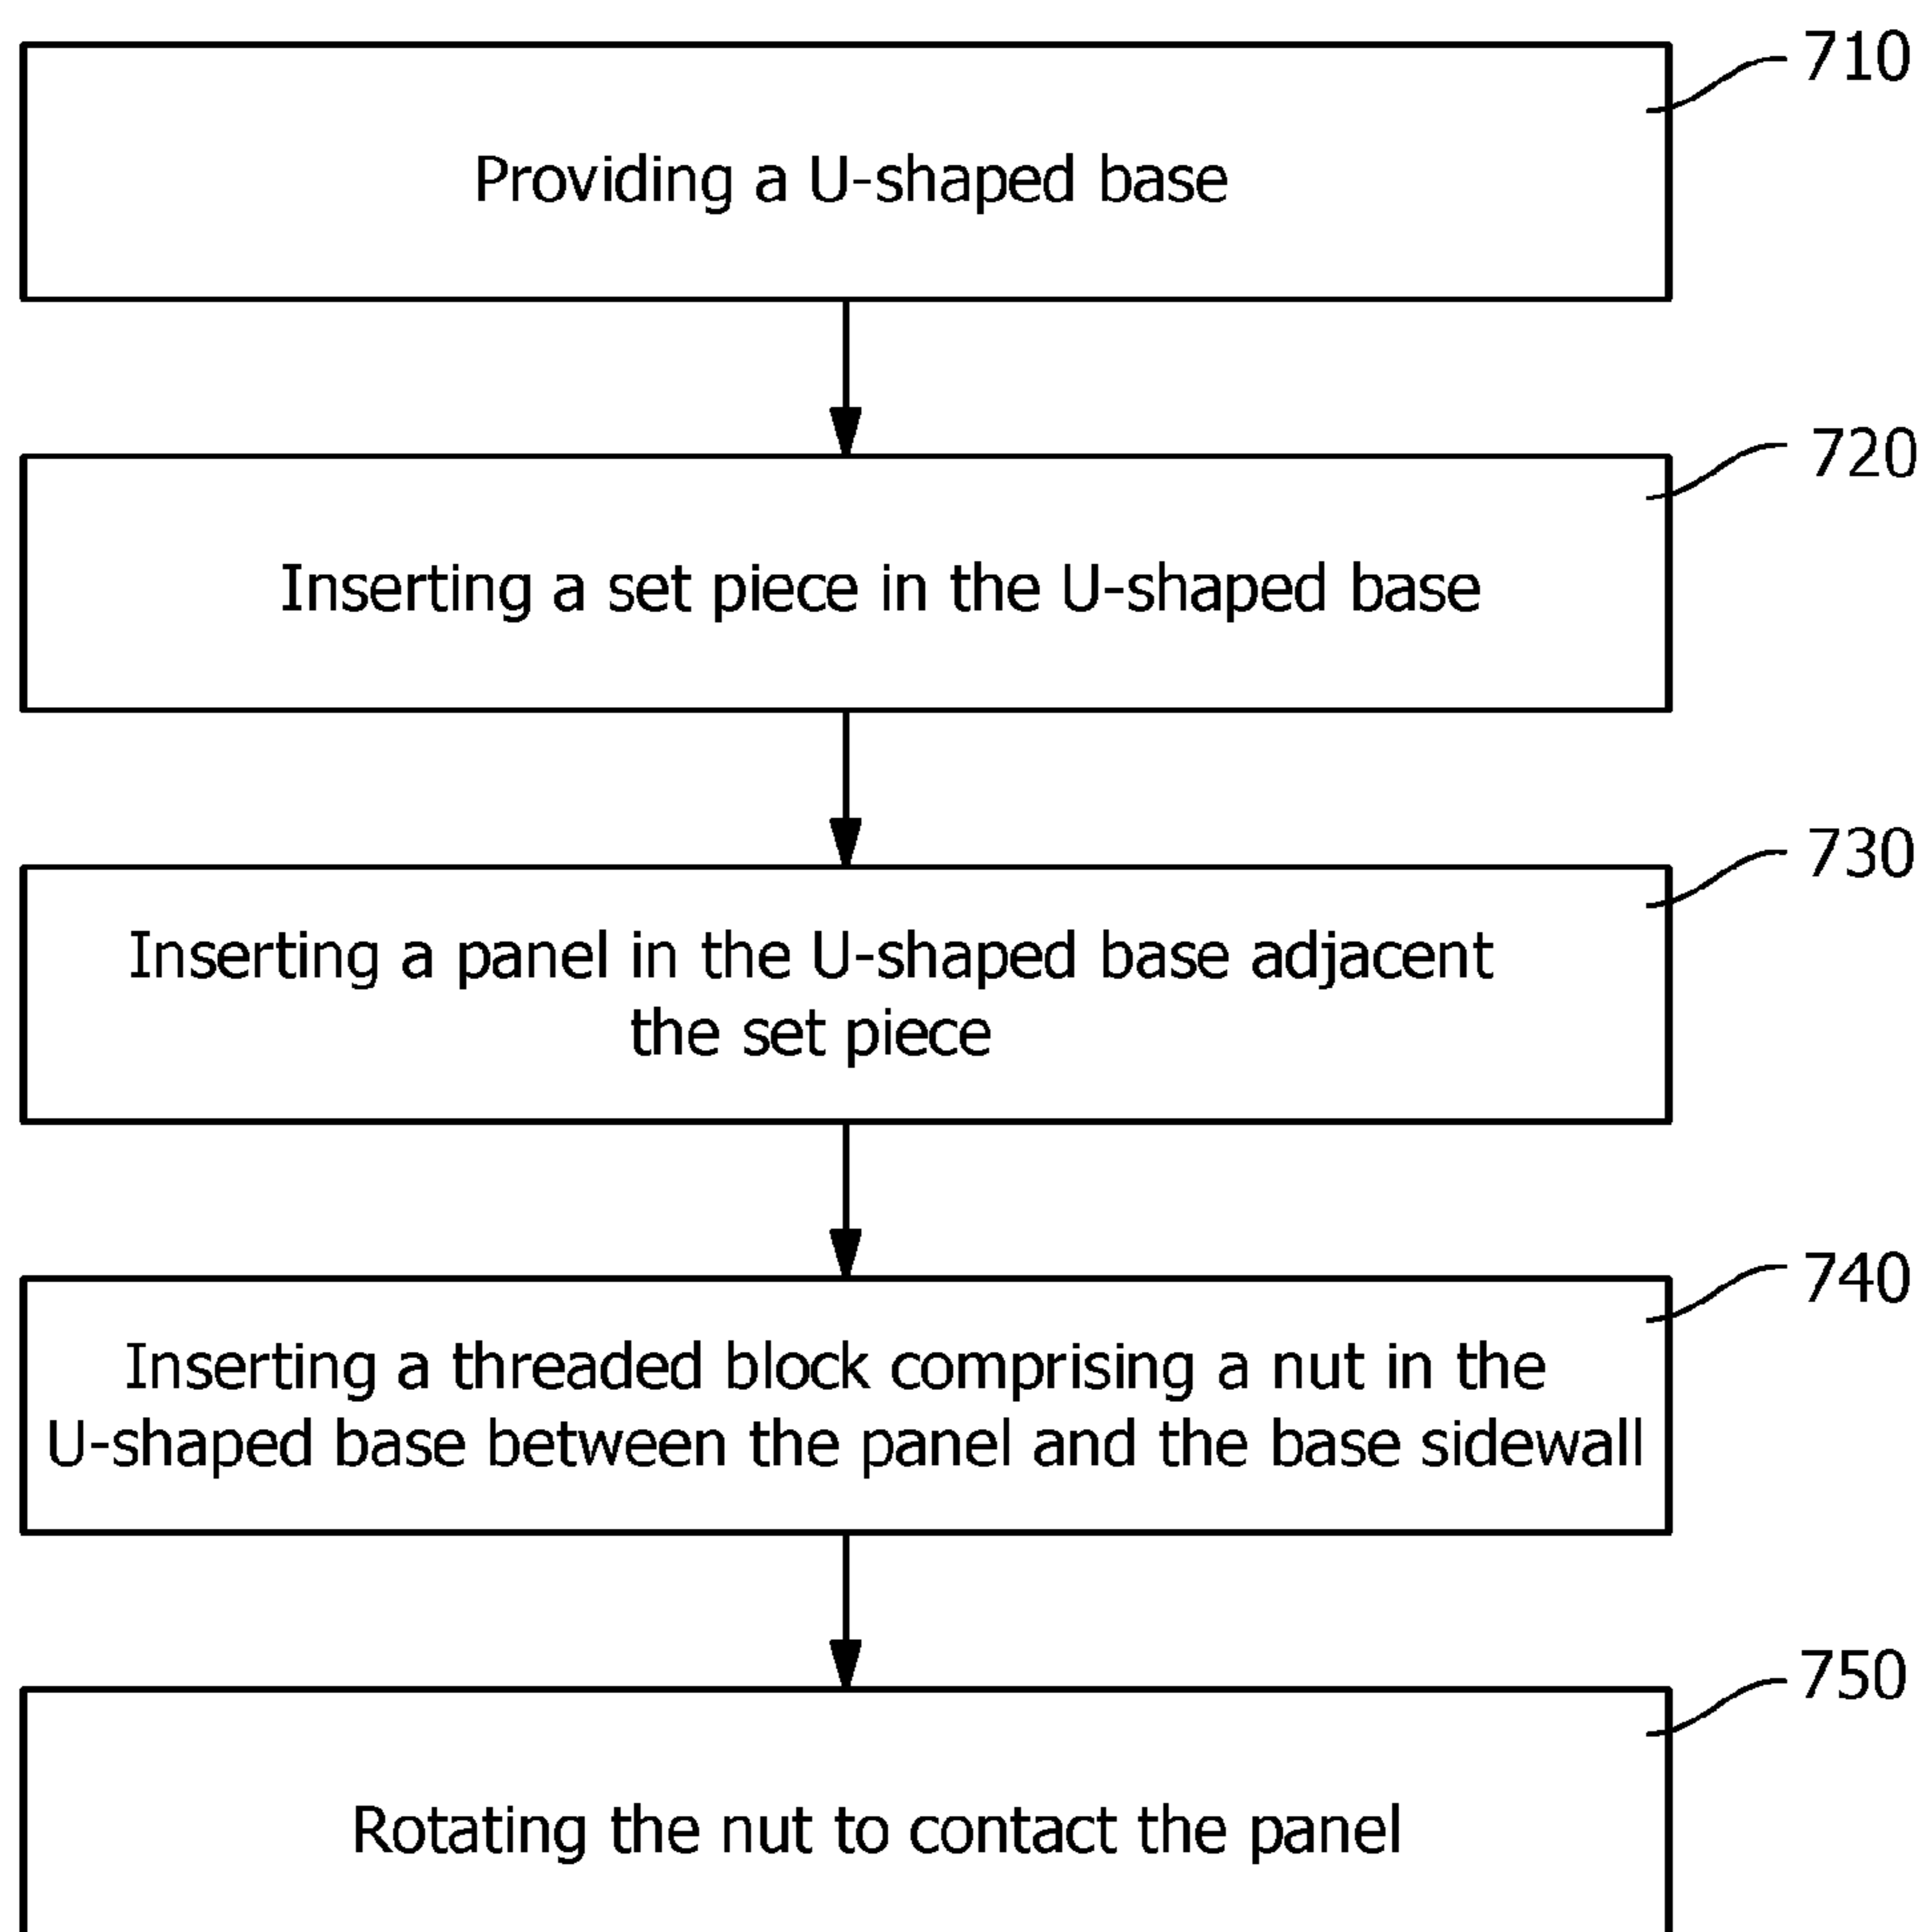 710
Providing a U-shaped base
720
Inserting a set piece in the U-shaped base
730
Inserting a panel in the U-shaped base adjacent
the set piece
740
Inserting a threaded block comprising a nut in the
U-shaped base between the panel and the base sidewall
750
Rotating the nut to contact the panel